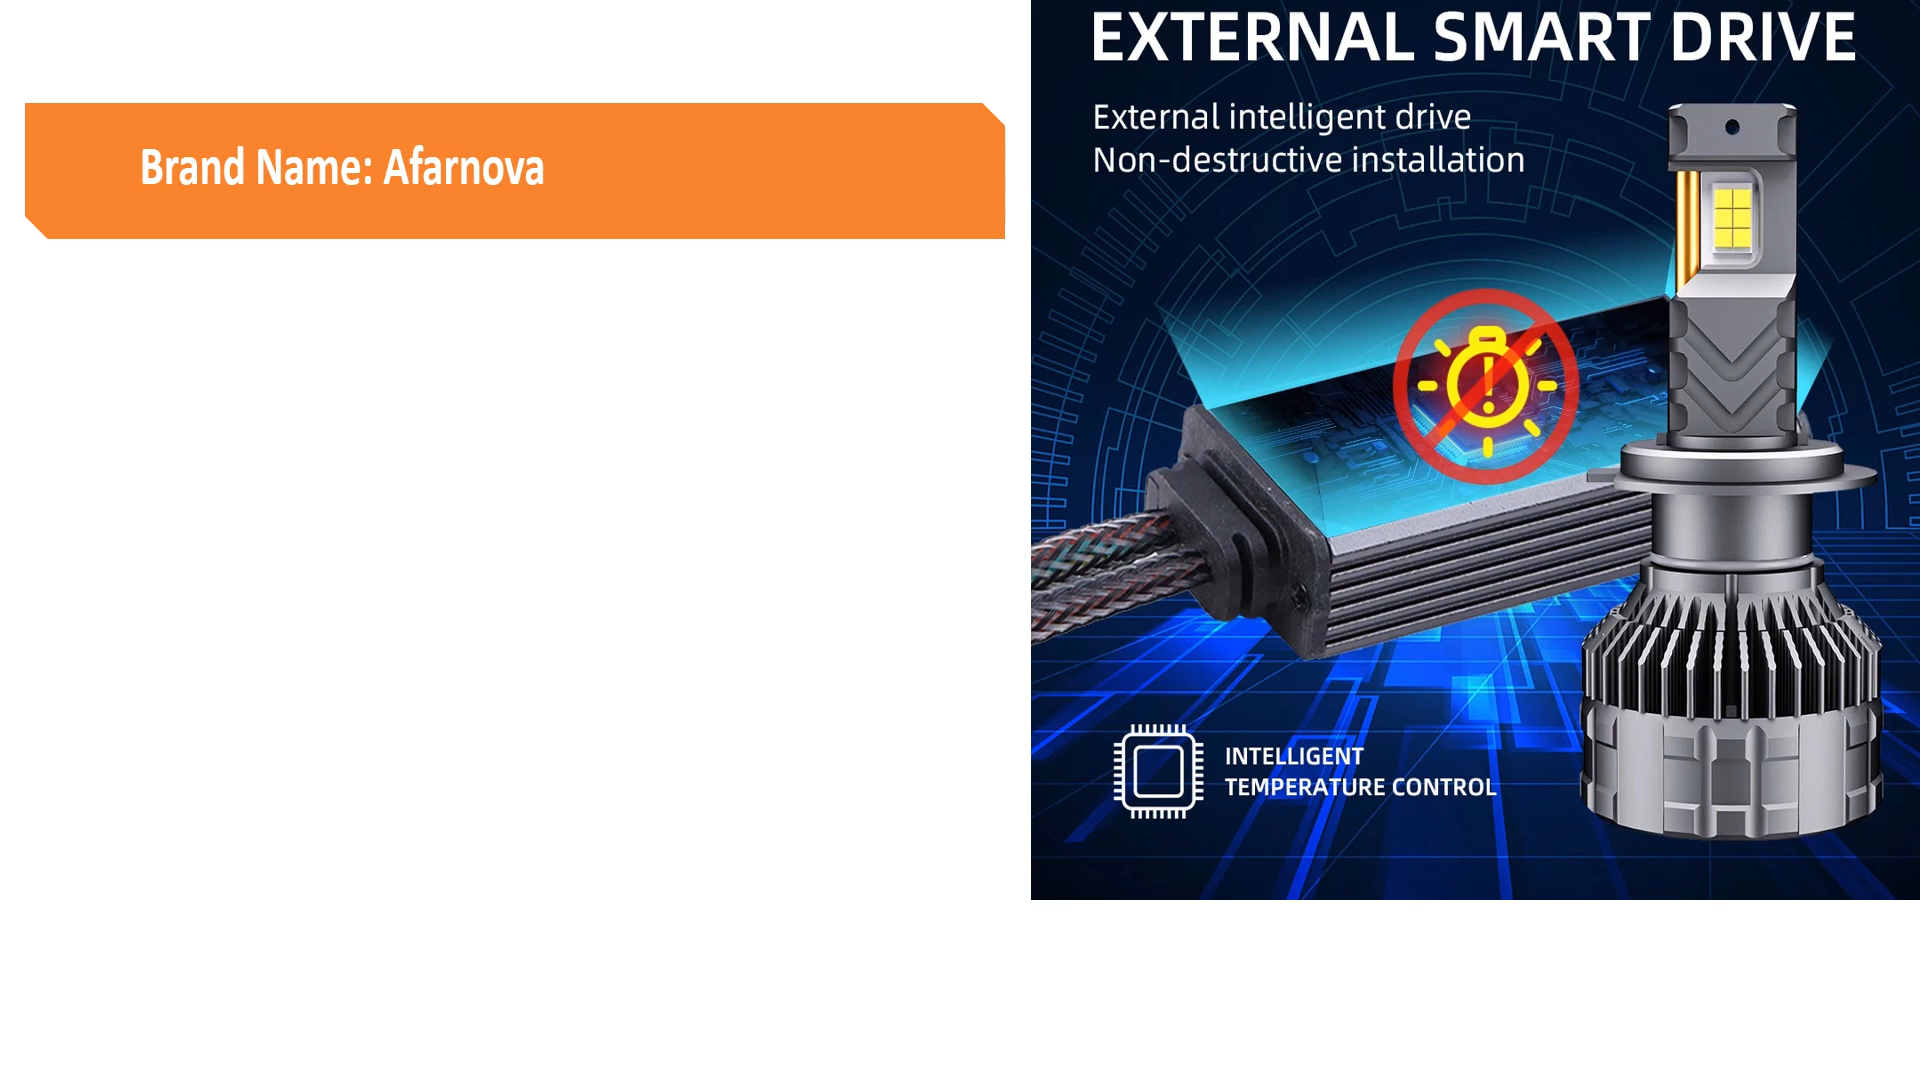 Brand Name: Afarnova
EXTERNAL SMART DRIVE
External intelligent drive
Non-destructive installation
INTELLIGENT
TEMPERATURE CONTROL